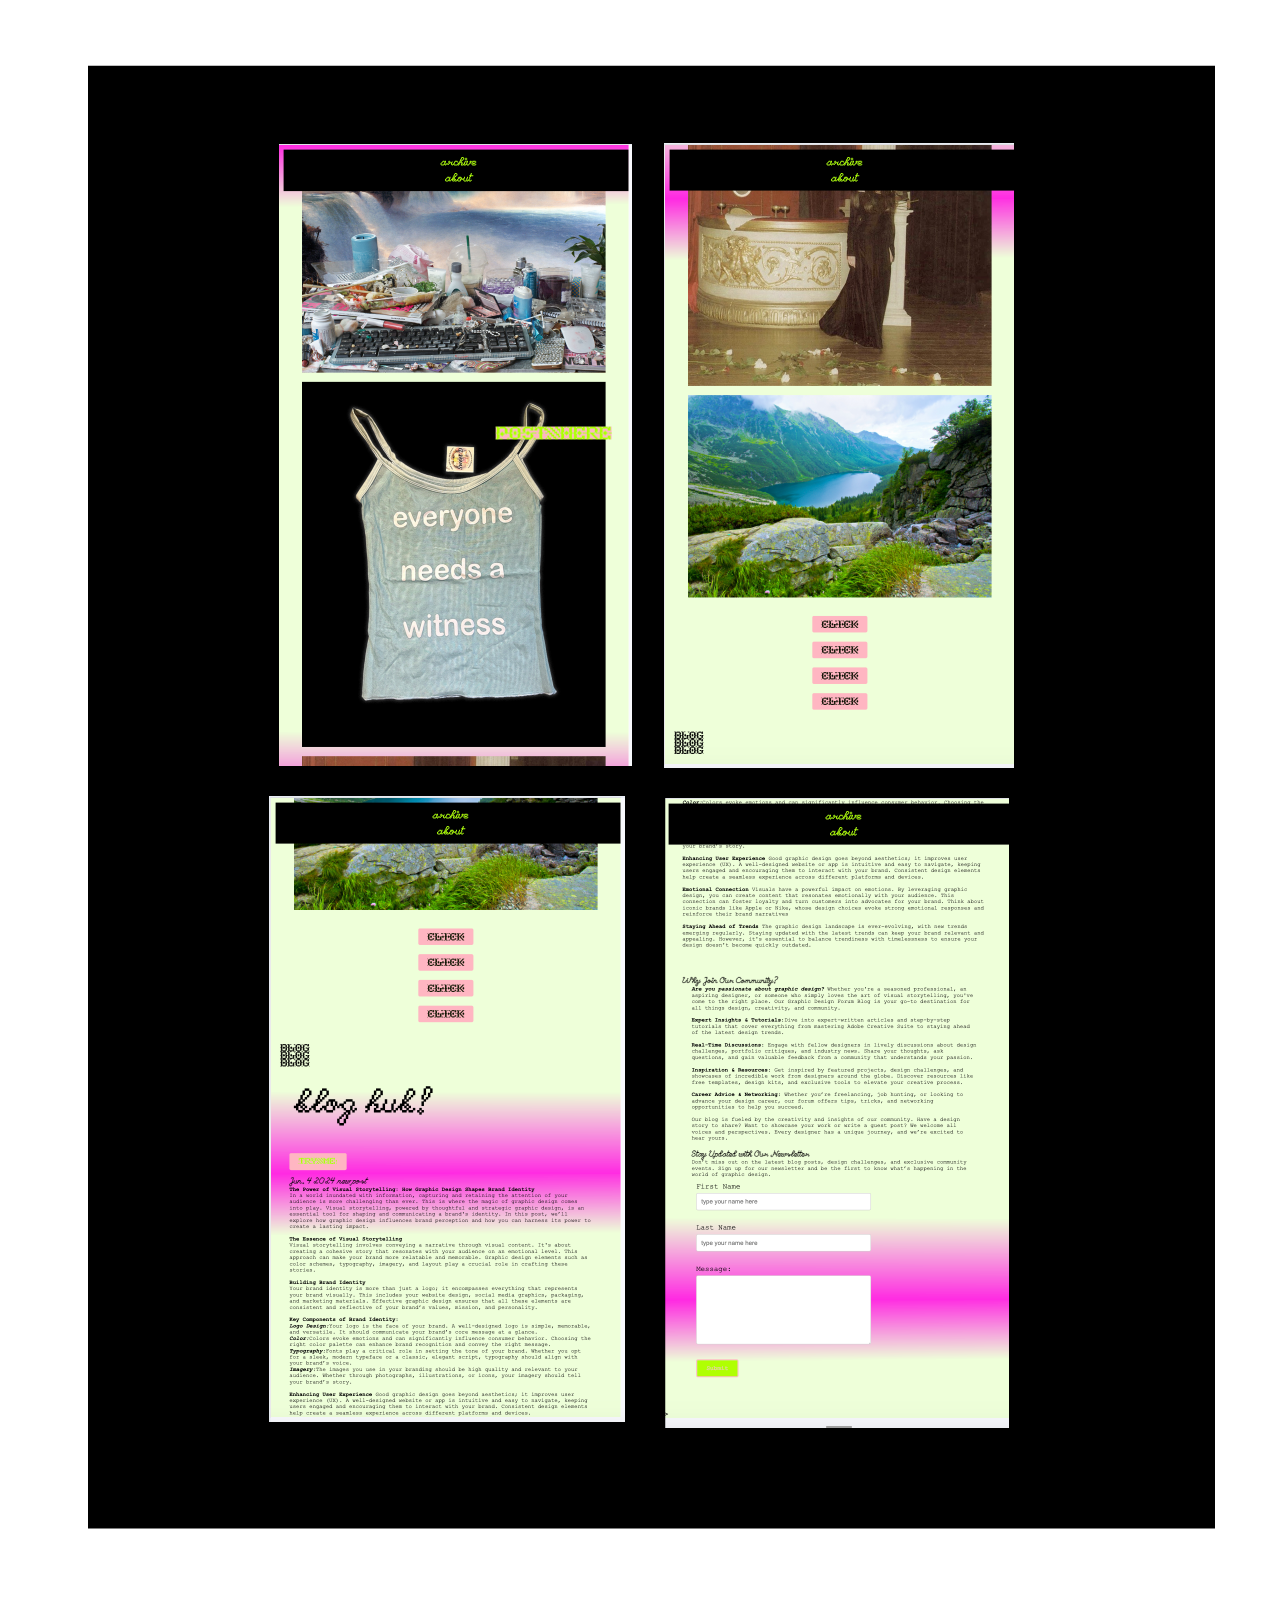 archive
about
everyone
needs a
witness
archive
about
CLICK
CLICK
CLICK
CLICK
BLOG
BLOG
BLOG
archive
about
CLICK
CLICK
CLICK
CLICK
BLOG
BLOG
BLOG
blog hub!
Jun. 4 2024 new post
The Power of Visual Storytelling: How Graphic Design Shapes Brand Identity
In a world inundated with information, capturing and retaining the attention of your
audience is more challenging than ever. This is where the magic of graphic design comes
into play. Visual storytelling, powered by thoughtful and strategic graphic design, is an
essential tool for shaping and communicating a brand's identity. In this post, we'll
explore how graphic design influences brand perception and how you can harness its power to
create a lasting impact.
The Essence of Visual Storytelling
Visual storytelling involves conveying a narrative through visual content. It's about
creating a cohesive story that resonates with your audience on an emotional level. This
approach can make your brand more relatable and memorable. Graphic design elements such as
color schemes, typography, imagery, and layout play a crucial role in crafting these
stories.
Building Brand Identity
Your brand identity is more than just a logo; it encompasses everything that represents
your brand visually. This includes your website design, social media graphics, packaging,
and marketing materials. Effective graphic design ensures that all these elements are
consistent and reflective of your brand's values, mission, and personality.
Key Components of Brand Identity:
Logo Design:Your logo is the face of your brand. A well-designed logo is simple, memorable,
and versatile. It should communicate your brand's core message at a glance.
Color:Colors evoke emotions and can significantly influence consumer behavior. Choosing the
right color palette can enhance brand recognition and convey the right message.
Typography:Fonts play a critical role in setting the tone of your brand. Whether you opt
for a sleek, modern typeface or a classic, elegant script, typography should align with
your brand's voice.
Imagery:The images you use in your branding should be high quality and relevant to your
audience. Whether through photographs, illustrations, or icons, your imagery should tell
your brand's story.
Enhancing User Experience Good graphic design goes beyond aesthetics; it improves user
experience (UX). A well-designed website or app is intuitive and easy to navigate, keeping
users engaged and encouraging them to interact with your brand. Consistent design elements
help create a seamless experience across different platforms and devices.
Color:Colors evoke emotions and can significantly influence consumer behavior. Choosing the
archive
about
your brand's story.
Enhancing User Experience Good graphic design goes beyond aesthetics; it improves user
experience (UX). A well-designed website or app is intuitive and easy to navigate, keeping
users engaged and encouraging them to interact with your brand. Consistent design elements
help create a seamless experience across different platforms and devices.
Emotional Connection Visuals have a powerful impact on emotions. By leveraging graphic
design, you can create content that resonates emotionally with your audience. This
connection can foster loyalty and turn customers into advocates for your brand. Think about
iconic brands like Apple or Nike, whose design choices evoke strong emotional responses and
reinforce their brand narratives
Staying Ahead of Trends The graphic design landscape is ever-evolving, with new trends
emerging regularly. Staying updated with the latest trends can keep your brand relevant and
appealing. However, it's essential to balance trendiness with timelessness to ensure your
design doesn't become quickly outdated.
Why Join Our Community?
Are you passionate about graphic design? Whether you're a seasoned professional, an
aspiring designer, or someone who simply loves the art of visual storytelling, you've
come to the right place. Our Graphic Design Forum Blog is your go-to destination for
all things design, creativity, and community.
Expert Insights & Tutorials:Dive into expert-written articles and step-by-step
tutorials that cover everything from mastering Adobe Creative Suite to staying ahead
of the latest design trends.
Real-Time Discussions: Engage with fellow designers in lively discussions about design
challenges, portfolio critiques, and industry news. Share your thoughts, ask
questions, and gain valuable feedback from a community that understands your passion.
Inspiration & Resources: Get inspired by featured projects, design challenges, and
showcases of incredible work from designers around the globe. Discover resources like
free templates, design kits, and exclusive tools to elevate your creative process.
Career Advice & Networking: Whether you're freelancing, job hunting, or looking to
advance your design career, our forum offers tips, tricks, and networking
opportunities to help you succeed.
Our blog is fueled by the creativity and insights of our community. Have a design
story to share? Want to showcase your work or write a guest post? We welcome all
voices and perspectives. Every designer has a unique journey, and we're excited to
hear yours.
Stay Updated with Our Newsletter
Don't miss out on the latest blog posts, design challenges, and exclusive community
events. Sign up for our newsletter and be the first to know what's happening in the
world of graphic design.
First Name
type your name here
Last Name
type your name here
Message: